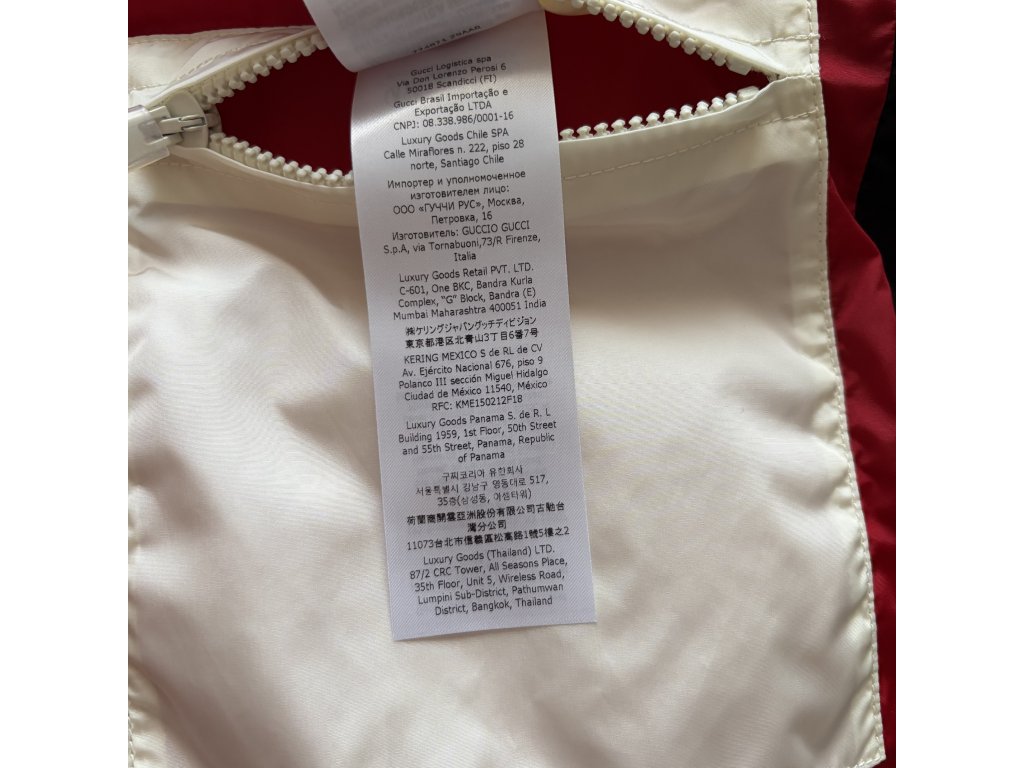 Gucci Logistica spa
Via Don Lorenzo Perosi 6
50018 Scandicci (FI)
Gucci Brasil Importação e
Exportação LTDA
CNPJ: 08.338.986/0001-16
Luxury Goods Chile SPA
Calle Miraflores n. 222, piso 28
norte, Santiago Chile
Импортер и уполномоченное
изготовителем лицо:
ООО «ГУЧЧИ РУС», Москва,
Петровка, 16
Изготовитель: GUCCIO GUCCI
S.p.A, via Tornabuoni,73/R Firenze,
Italia
Luxury Goods Retail PVT. LTD.
C-601, One BKC, Bandra Kurla
Complex, "G" Block, Bandra (E)
Mumbai Maharashtra 400051 India
㈱ケリングジャパングッチディビジョン
東京都港区北青山3丁目6番7号
KERING MEXICO S de RL de CV
Av. Ejército Nacional 676, piso 9
Polanco III sección Miguel Hidalgo
Ciudad de México 11540, México
RFC: KME150212F18
Luxury Goods Panama S. de R. L
Building 1959, 1st Floor, 50th Street
and 55th Street, Panama, Republic
of Panama
구찌코리아 유한회사
서울특별시 강남구 영동대로 517,
35층(삼성동, 아셈타워)
荷蘭商開雲亞洲股份有限公司古馳台
灣分公司
11073台北市信義區松高路1號5樓之2
Luxury Goods (Thailand) LTD.
87/2 CRC Tower, All Seasons Place,
35th Floor, Unit 5, Wireless Road,
Lumpini Sub-District, Pathumwan
District, Bangkok, Thailand